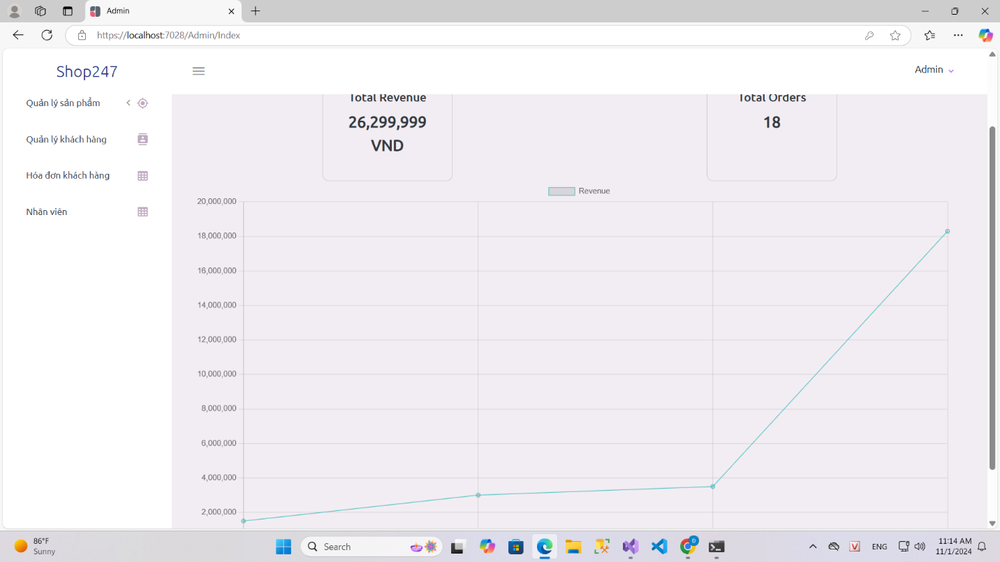 Admin
https://localhost:7028/Admin/Index
Shop247
Admin
Quản lý sản phẩm
Quản lý khách hàng
Hóa đơn khách hàng
Nhân viên
Total Revenue
26,299,999
VND
Total Orders
18
Revenue
20,000,000
18,000,000
16,000,000
14,000,000
12,000,000
10,000,000
8,000,000
6,000,000
4,000,000
2,000,000
86°F
Sunny
Search
Đ
V
ENG
11:14 AM
11/1/2024